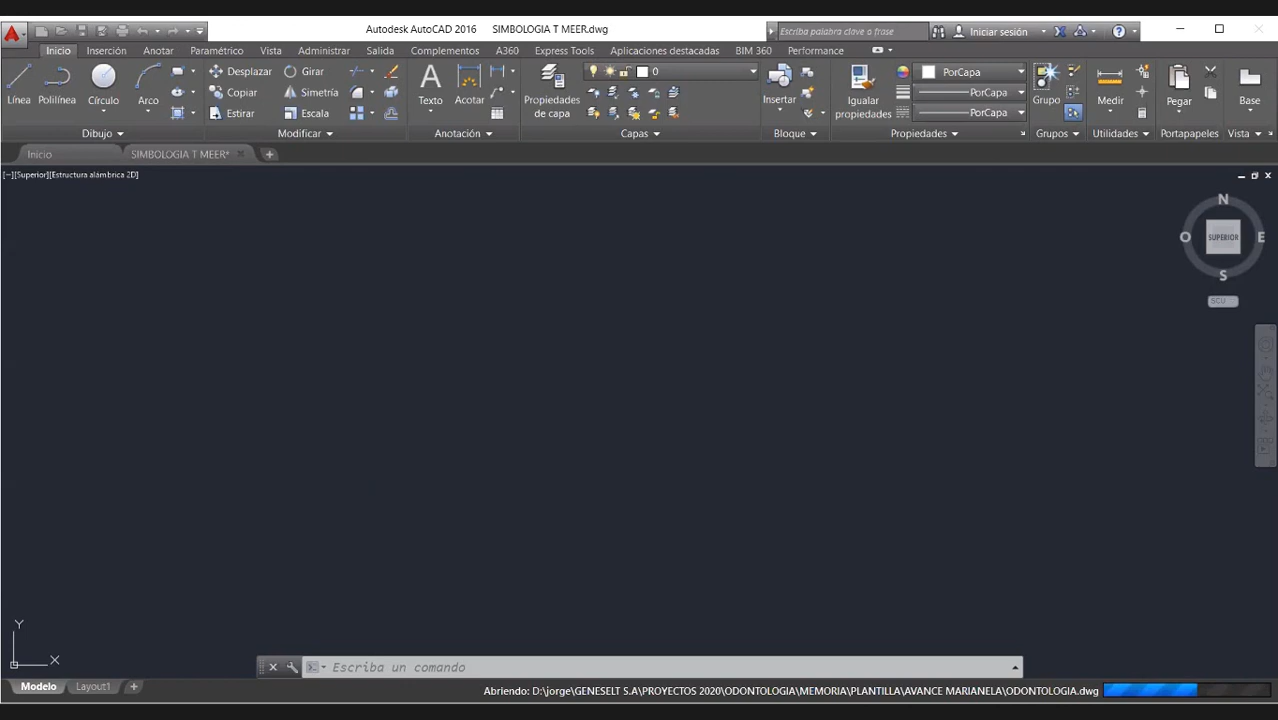 Autodesk AutoCAD 2016 SIMBOLOGIA T MEER.dwg
Escriba palabra clave o frase
Iniciar sesión
Inicio Inserción Anotar Paramétrico Vista Administrar Salida Complementos A360 Express Tools Aplicaciones destacadas BIM 360 Performance
Línea Polilínea Círculo Arco
Desplazar Girar
Copiar Simetría
Estirar Escala
Texto Acotar
Propiedades de capa
0
Insertar
Igualar propiedades
PorCapa
PorCapa
PorCapa
Grupo
Medir
Pegar
Base
Dibujo Modificar Anotación Capas Bloque Propiedades Grupos Utilidades Portapapeles Vista
Inicio SIMBOLOGIA T MEER*
[−][Superior][Estructura alámbrica 2D]
N
O SUPERIOR E
S
SCU
Y
X
Escriba un comando
Modelo Layout1
Abriendo: D:\jorge\GENESELT S.A\PROYECTOS 2020\ODONTOLOGIA\MEMORIA\PLANTILLA\AVANCE MARIANELA\ODONTOLOGIA.dwg